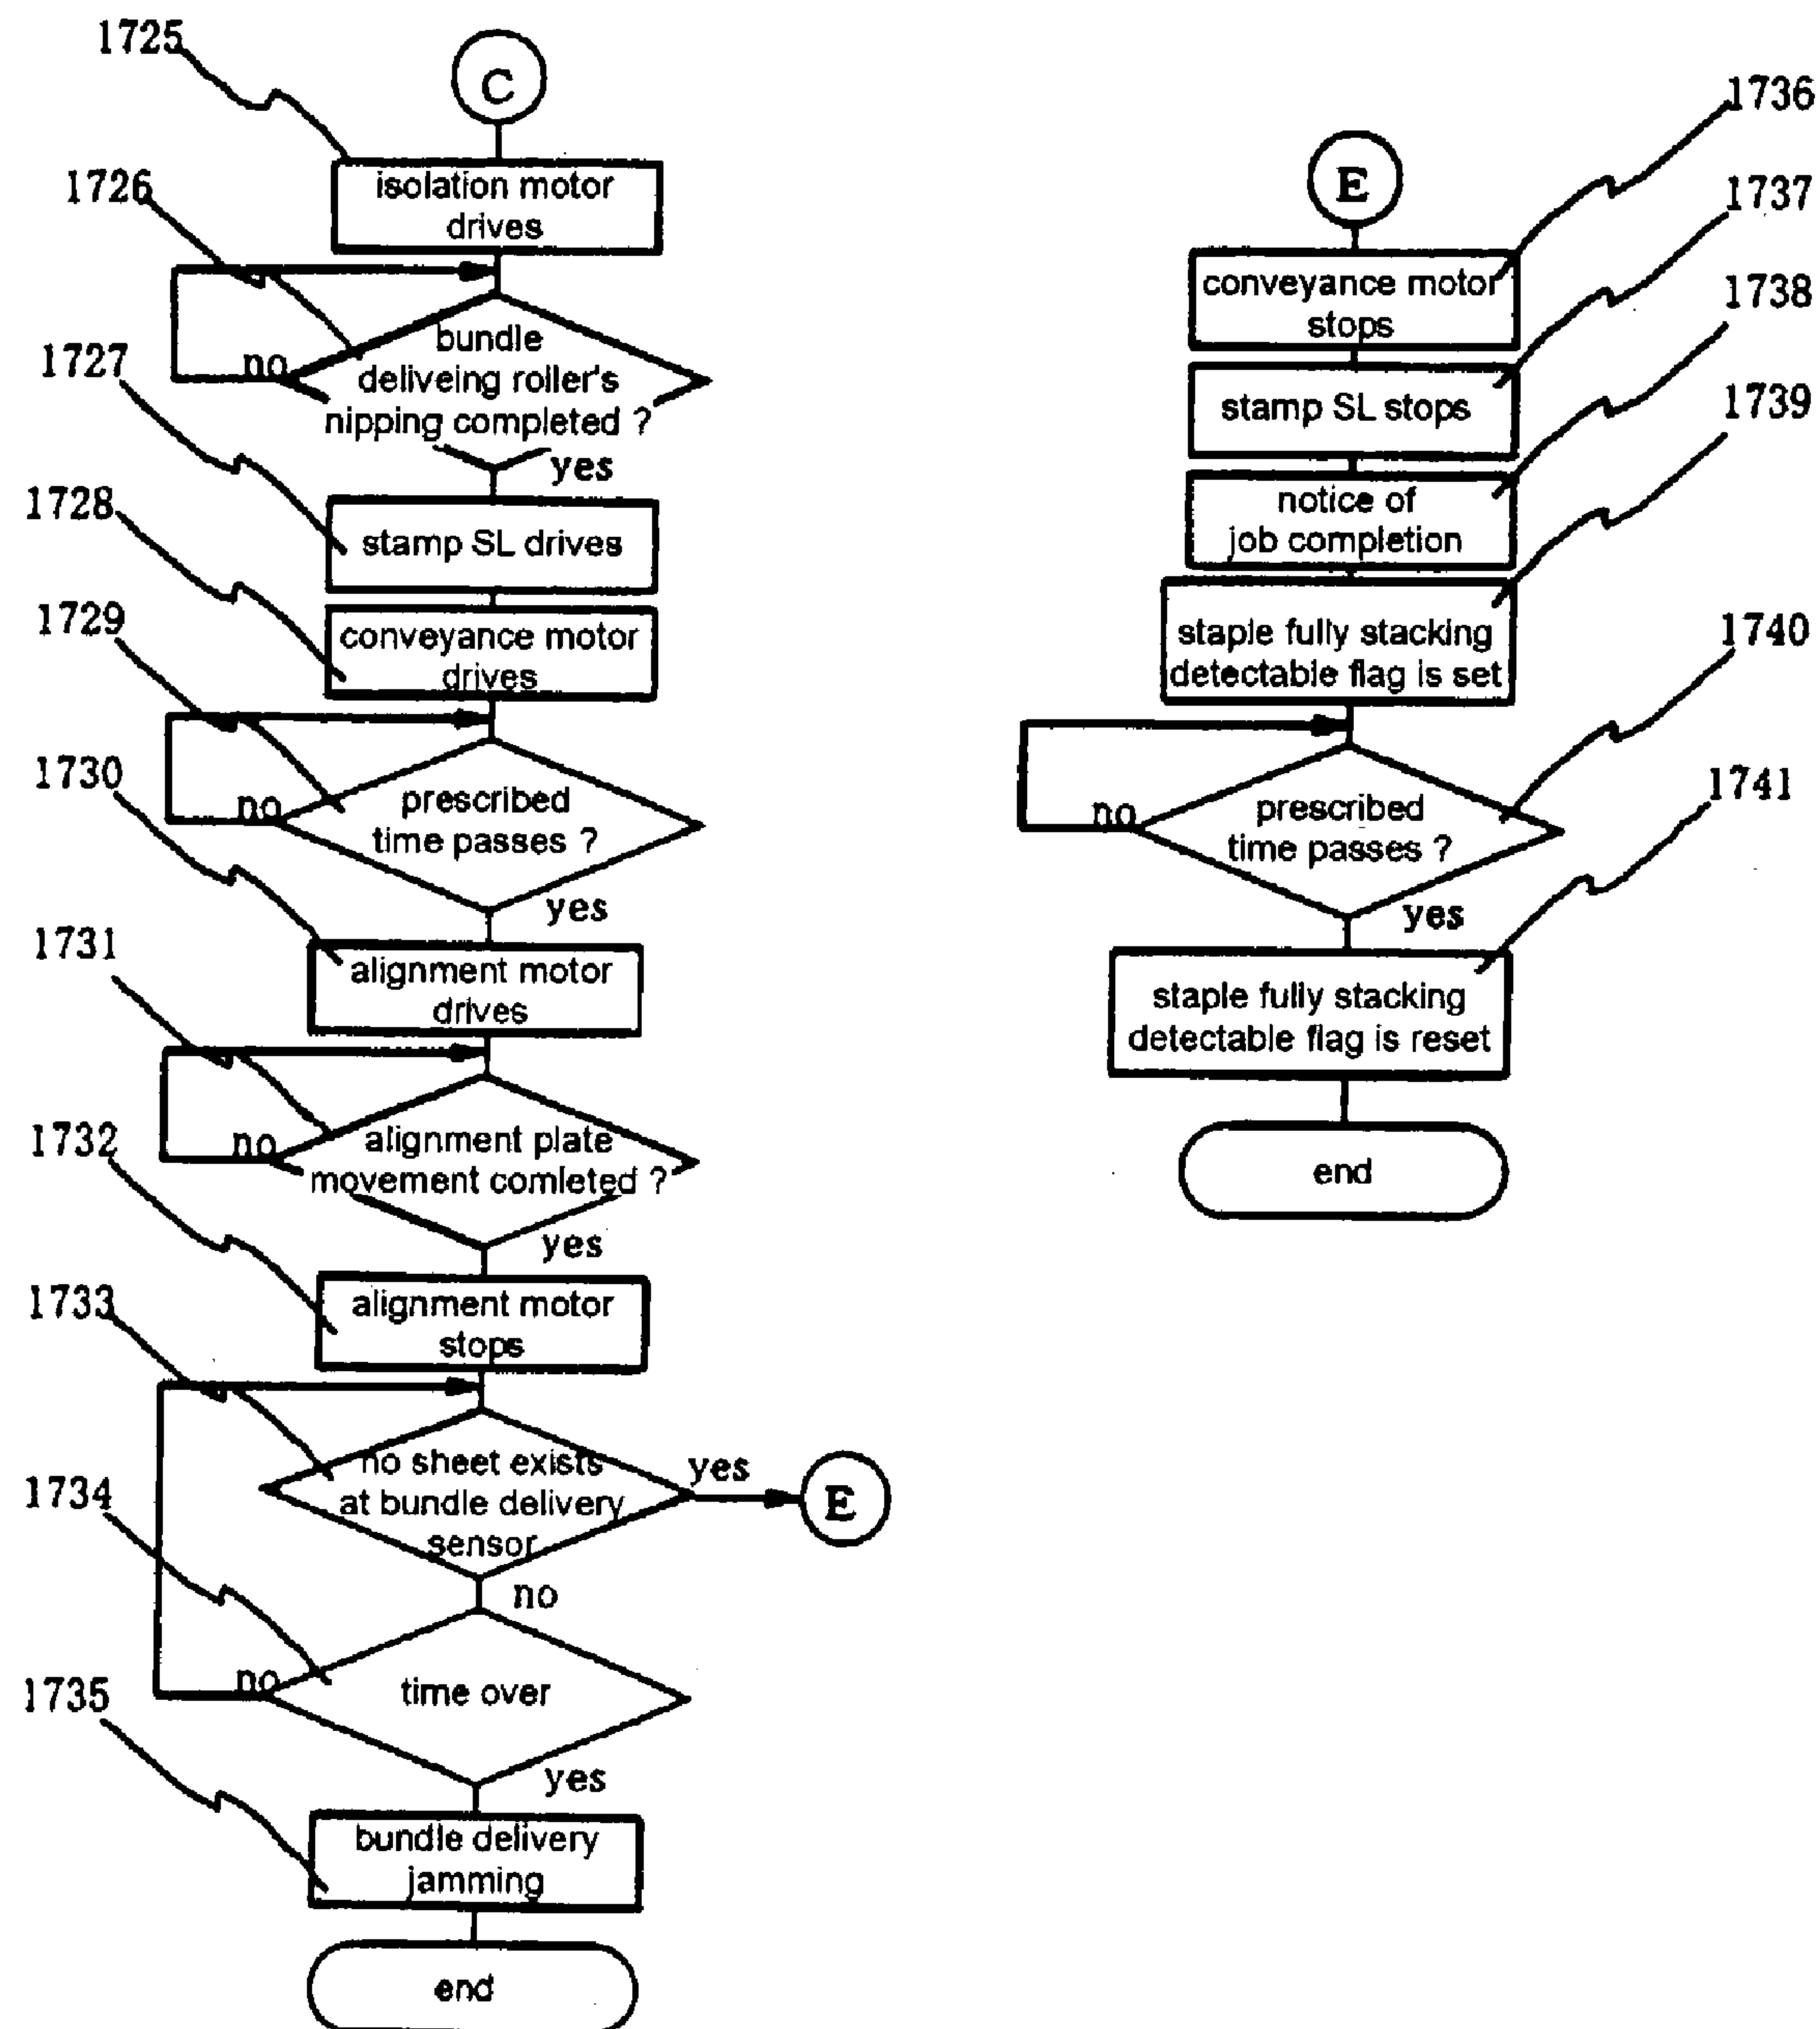 1725
C
isolation motor
drives
1726
no
bundle
deliveing roller's
nipping completed ?
yes
1727
stamp SL drives
1728
conveyance motor
drives
1729
no
prescribed
time passes ?
yes
1730
alignment motor
drives
1731
no
alignment plate
movement comleted ?
yes
1732
alignment motor
stops
1733
no sheet exists
at bundle delivery
sensor
yes
E
no
1734
no
time over
yes
1735
bundle delivery
jamming
end
E
1736
conveyance motor
stops
1737
stamp SL stops
1738
notice of
job completion
1739
staple fully stacking
detectable flag is set
1740
no
prescribed
time passes ?
yes
1741
staple fully stacking
detectable flag is reset
end